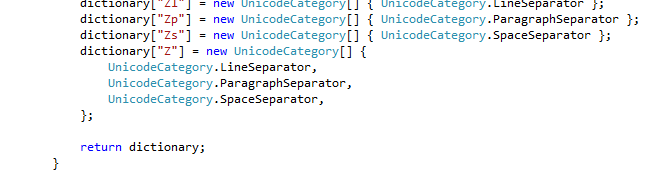 dictionary["Zl"] = new UnicodeCategory[] { UnicodeCategory.LineSeparator };
dictionary["Zp"] = new UnicodeCategory[] { UnicodeCategory.ParagraphSeparator };
dictionary["Zs"] = new UnicodeCategory[] { UnicodeCategory.SpaceSeparator };
dictionary["Z"] = new UnicodeCategory[] {
UnicodeCategory.LineSeparator,
UnicodeCategory.ParagraphSeparator,
UnicodeCategory.SpaceSeparator,
};
return dictionary;
}